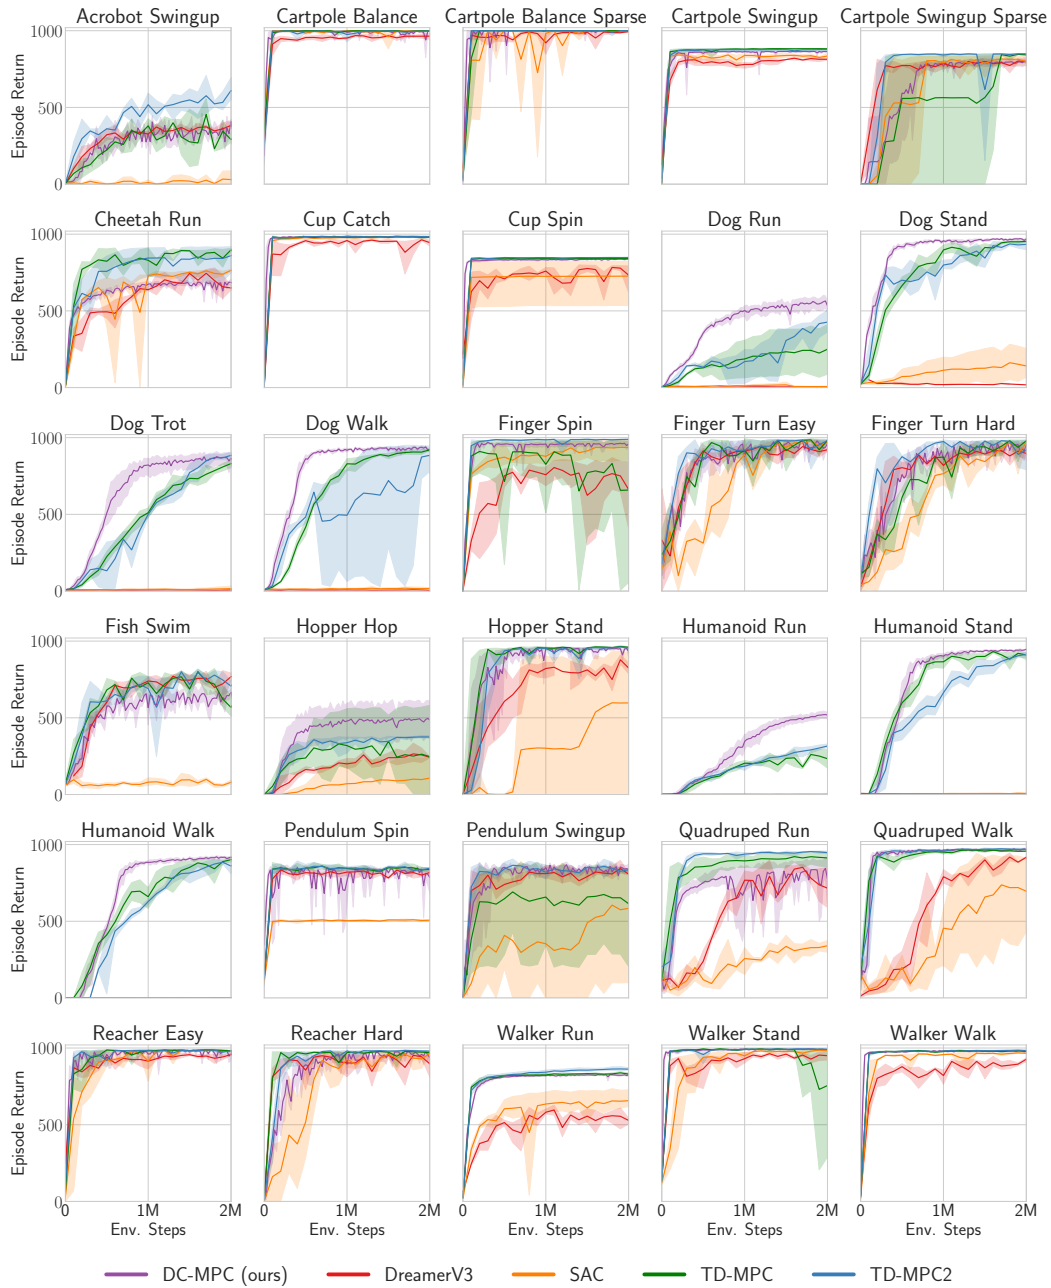 Acrobot Swingup Cartpole Balance Cartpole Balance Sparse Cartpole Swingup Cartpole Swingup Sparse
1000
500
0
Episode Return
Cheetah Run Cup Catch Cup Spin Dog Run Dog Stand
1000
500
0
Episode Return
Dog Trot Dog Walk Finger Spin Finger Turn Easy Finger Turn Hard
1000
500
0
Episode Return
Fish Swim Hopper Hop Hopper Stand Humanoid Run Humanoid Stand
1000
500
0
Episode Return
Humanoid Walk Pendulum Spin Pendulum Swingup Quadruped Run Quadruped Walk
1000
500
0
Episode Return
Reacher Easy Reacher Hard Walker Run Walker Stand Walker Walk
1000
500
0
Episode Return
0 1M 2M 0 1M 2M 0 1M 2M 0 1M 2M 0 1M 2M
Env. Steps Env. Steps Env. Steps Env. Steps Env. Steps
DC-MPC (ours) DreamerV3 SAC TD-MPC TD-MPC2